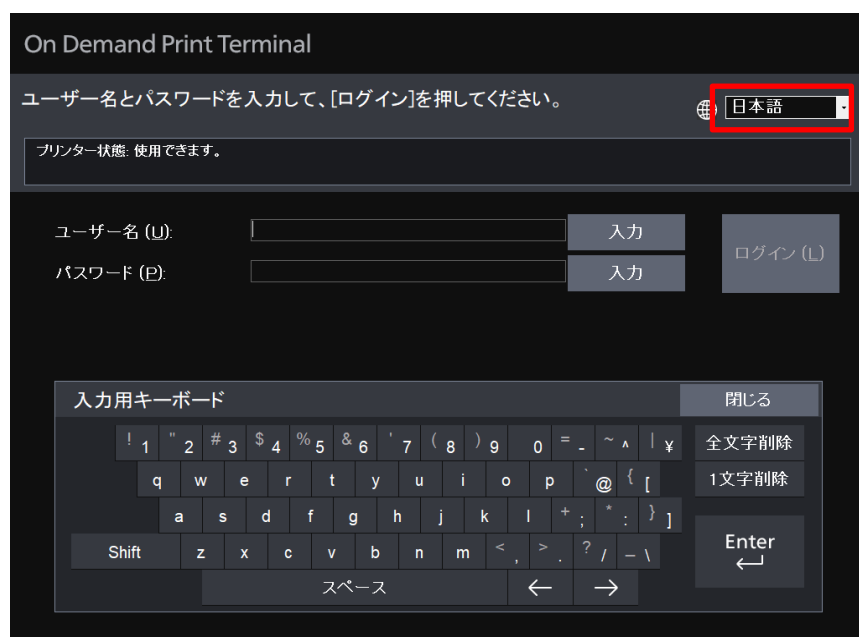 On Demand Print Terminal
ユーザー名とパスワードを入力して、[ログイン]を押してください。
日本語
プリンター状態: 使用できます。
ユーザー名 (U):
入力
ログイン (L)
パスワード (P):
入力
入力用キーボード
閉じる
! 1 " 2 # 3 $ 4 % 5 & 6 ' 7 ( 8 ) 9 0 = - ~ ^ | ¥
全文字削除
q w e r t y u i o p ` @ { [
1文字削除
a s d f g h j k l + ; * : } ]
Shift z x c v b n m < , > . ? / _ \
Enter
スペース ← →